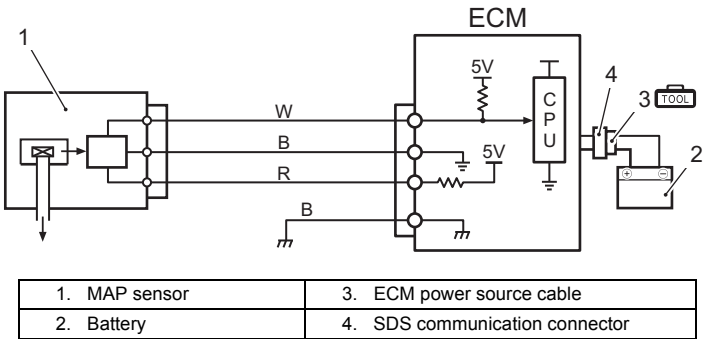 ECM
1
5V
4
3 TOOL
W
CPU
B
5V
2
R
B
1. MAP sensor 3. ECM power source cable
2. Battery 4. SDS communication connector